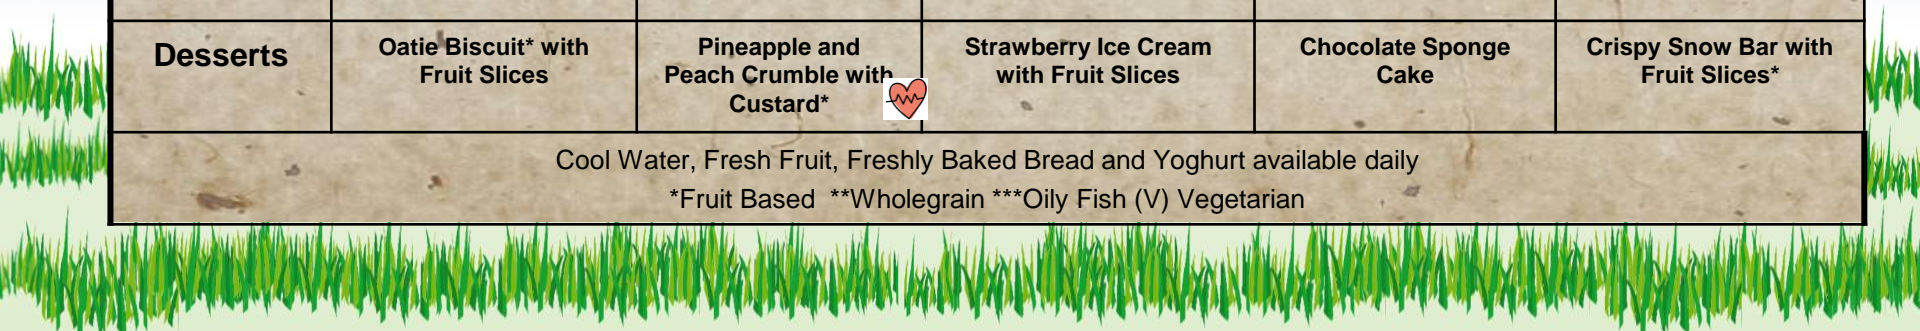 Desserts
Oatie Biscuit* with
Fruit Slices
Pineapple and
Peach Crumble with
Custard*
Strawberry Ice Cream
with Fruit Slices
Chocolate Sponge
Cake
Crispy Snow Bar with
Fruit Slices*
Cool Water, Fresh Fruit, Freshly Baked Bread and Yoghurt available daily
*Fruit Based  **Wholegrain ***Oily Fish (V) Vegetarian